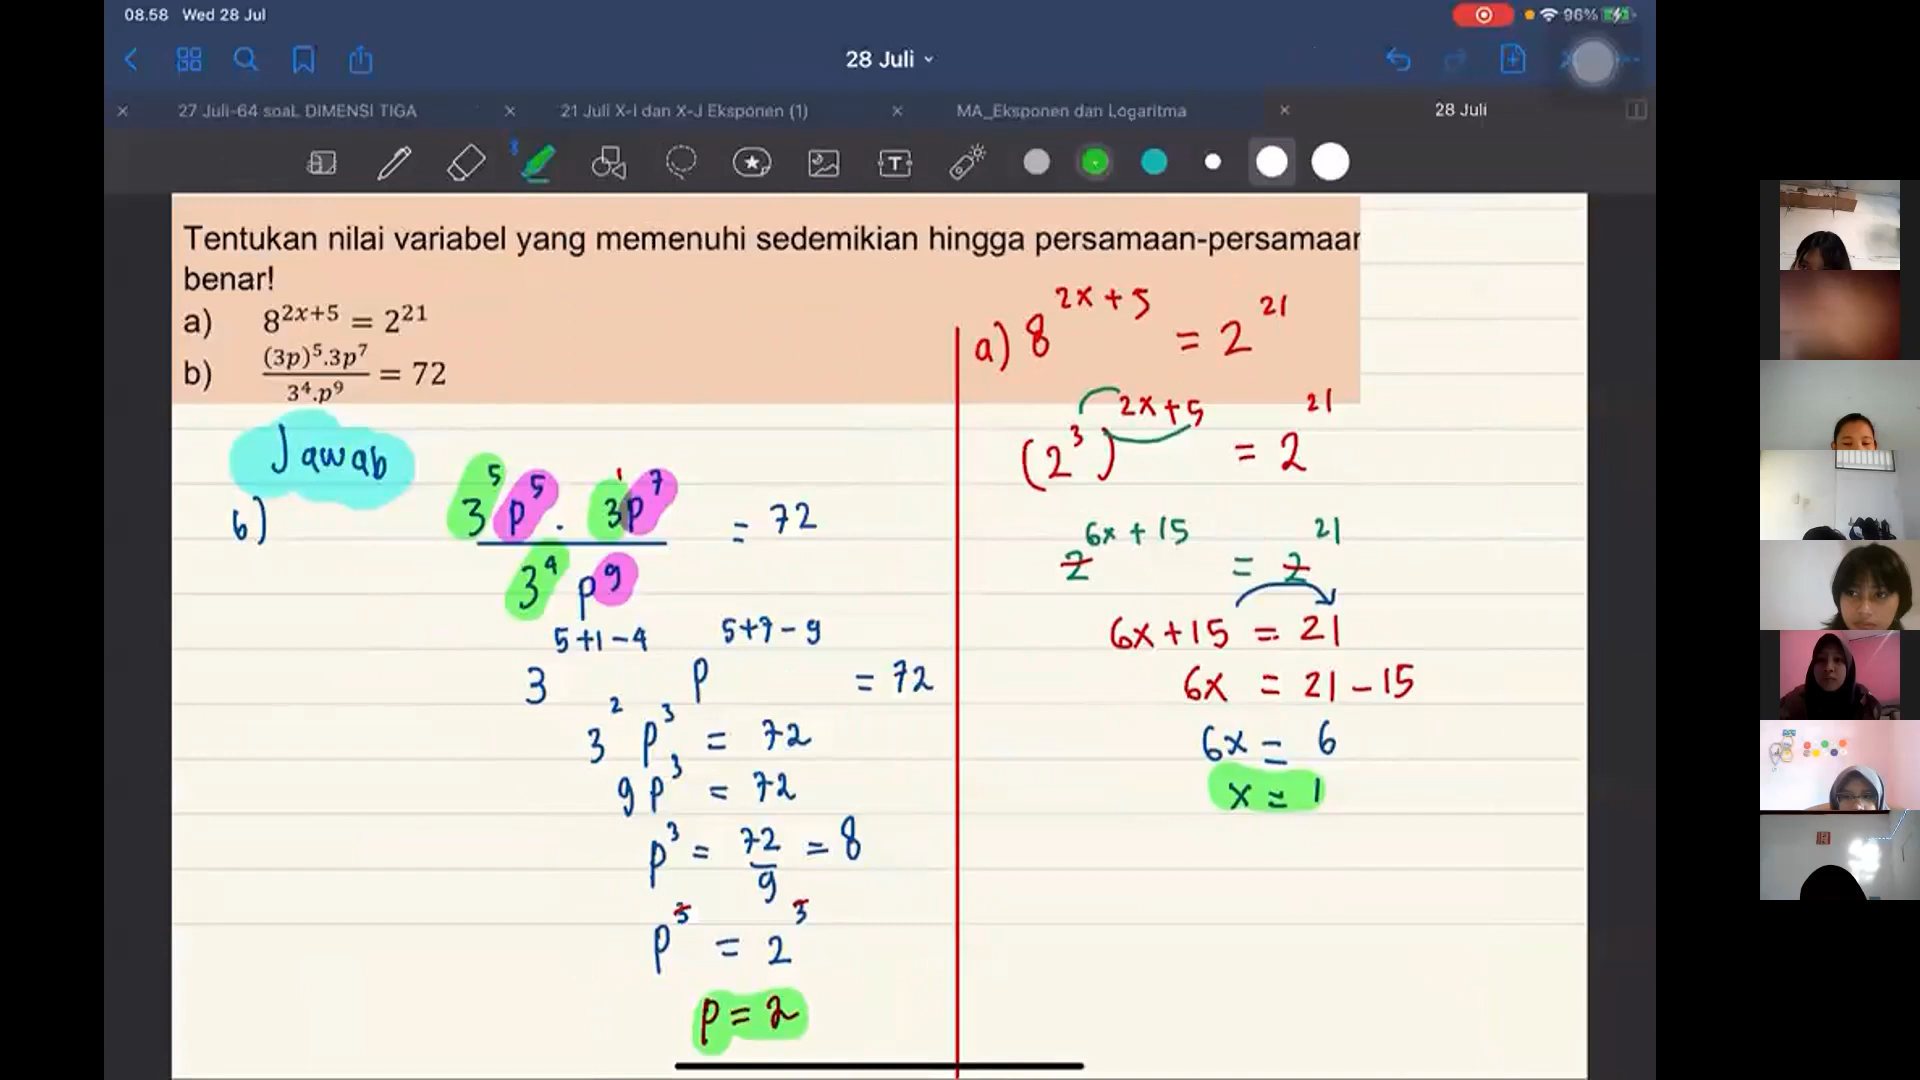 08.58 Wed 28 Jul
96%
28 Juli
27 Juli-64 soaL DIMENSI TIGA
21 Juli X-I dan X-J Eksponen (1)
MA_Eksponen dan Logaritma
28 Juli
Tentukan nilai variabel yang memenuhi sedemikian hingga persamaan-persamaan
benar!
a) 8^{2x+5} = 2^{21}
b) \frac{(3p)^5.3p^7}{3^4.p^9} = 72
Jawab
b) \frac{3^5 p^5 . 3^1 p^7}{3^4 p^9} = 72
3^{5+1-4} p^{5+7-9} = 72
3^2 p^3 = 72
9p^3 = 72
p^3 = \frac{72}{9} = 8
p^3 = 2^3
p = 2
a) 8^{2x+5} = 2^{21}
(2^3)^{2x+5} = 2^{21}
2^{6x+15} = 2^{21}
6x+15 = 21
6x = 21-15
6x = 6
x = 1